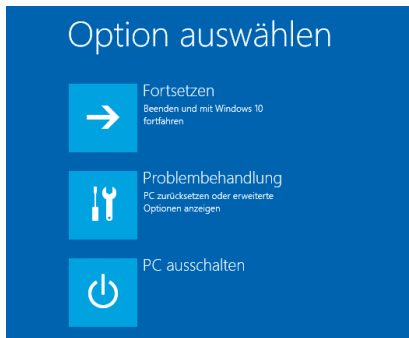 Option auswählen
Fortsetzen
Beenden und mit Windows 10
fortfahren
Problembehandlung
PC zurücksetzen oder erweiterte
Optionen anzeigen
PC ausschalten